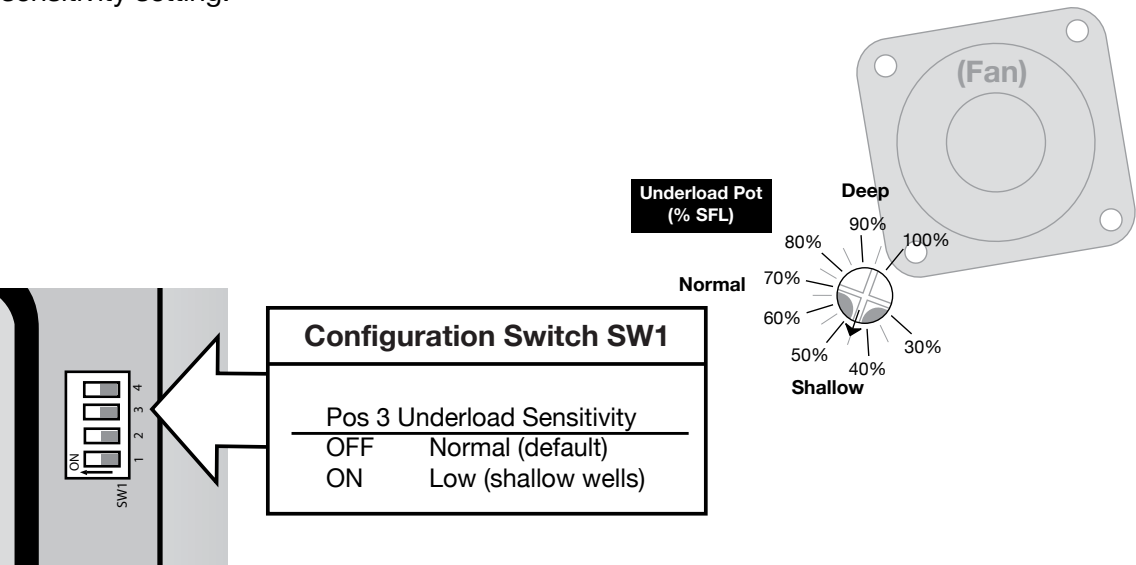 sensitivity setting.
(Fan)
Underload Pot
(% SFL)
Deep
90%
100%
80%
Normal
70%
60%
50%
40%
30%
Shallow
Configuration Switch SW1
Pos 3 Underload Sensitivity
OFF Normal (default)
ON Low (shallow wells)
4
3
2
1
ON
SW1